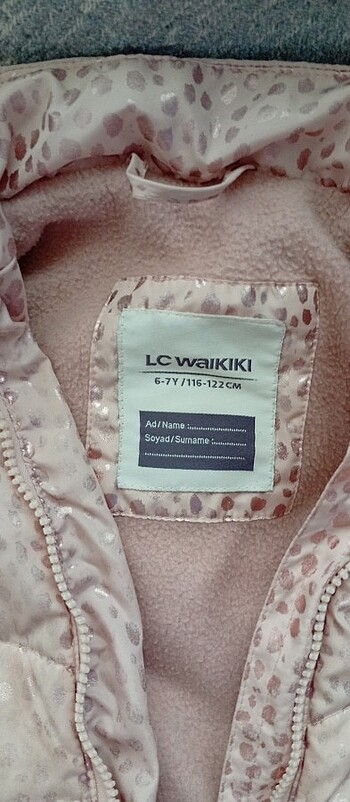 LC WAIKIKI
6-7Y /116-122 CM
Ad/Name :....................
Soyad/Surname :............
....................................